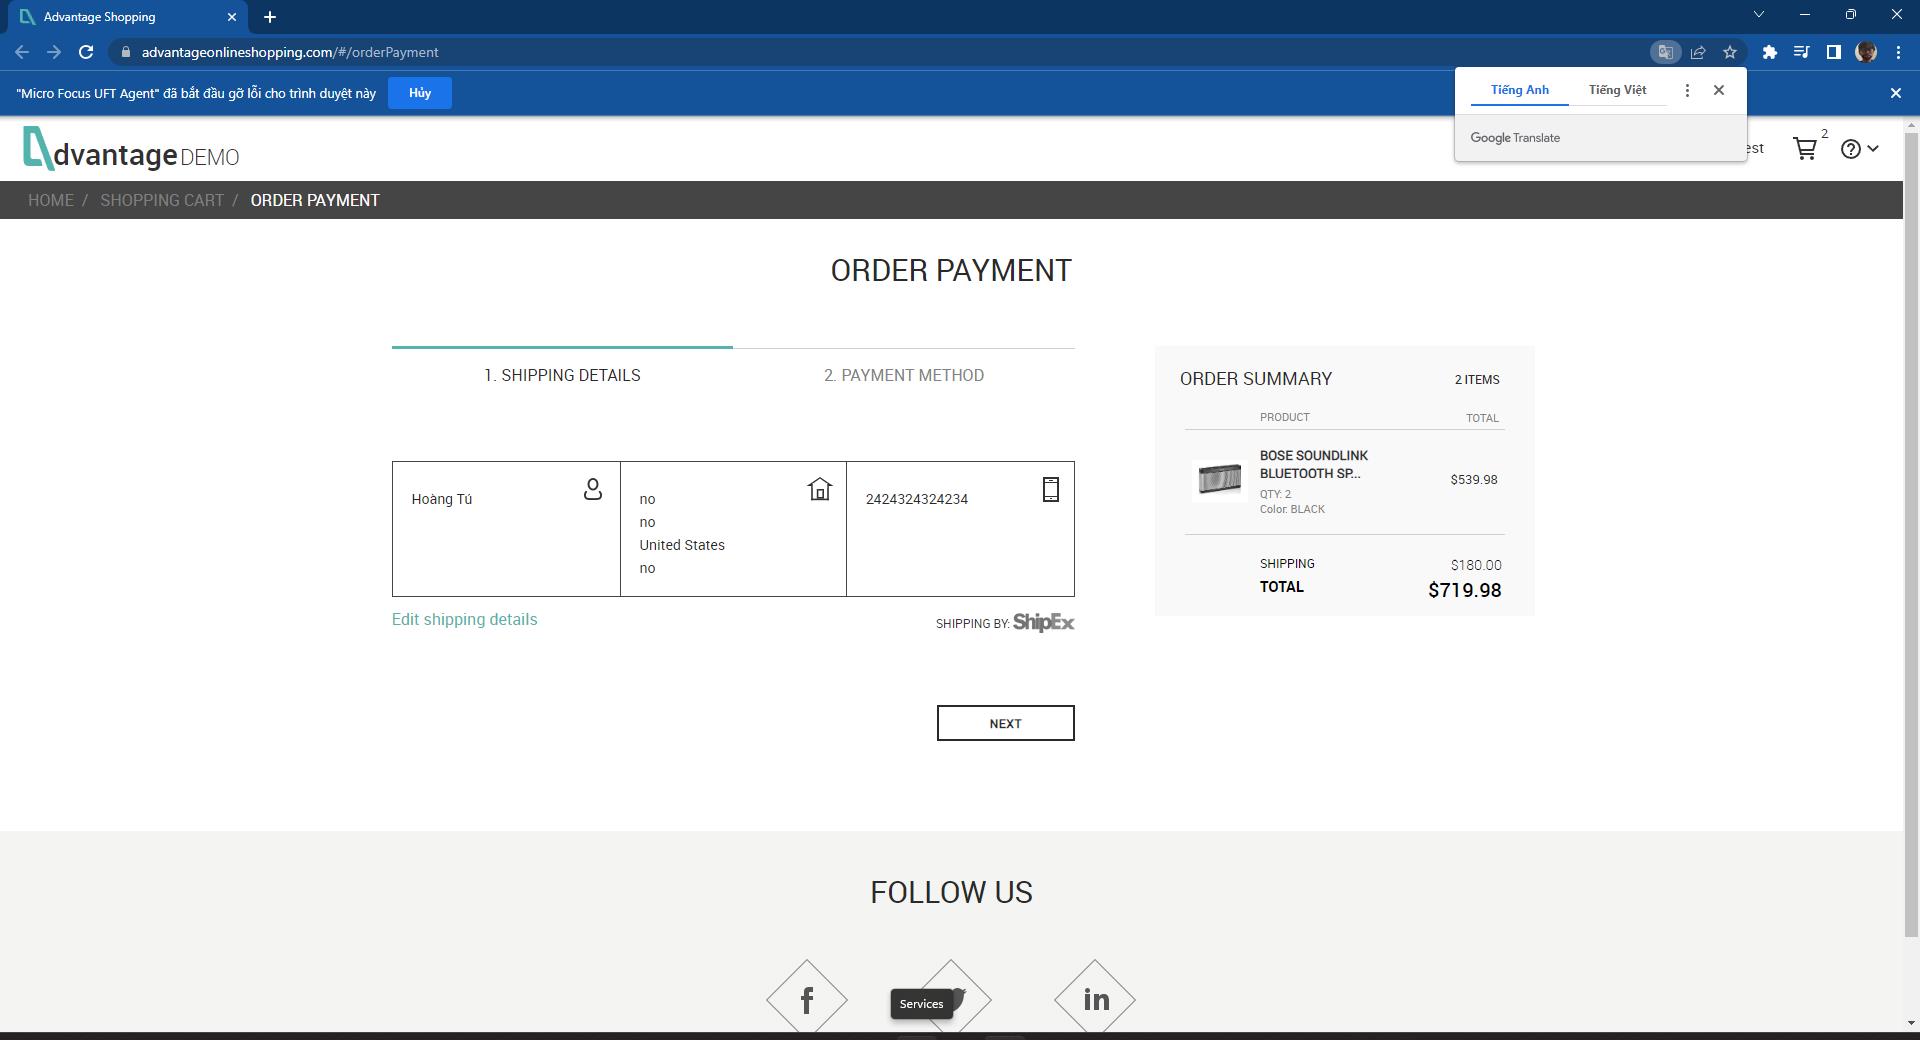 Advantage Shopping
advantageonlineshopping.com/#/orderPayment
"Micro Focus UFT Agent" đã bắt đầu gỡ lỗi cho trình duyệt này
Hủy
Tiếng Anh
Tiếng Việt
Google Translate
dvantage DEMO
est
2
HOME / SHOPPING CART / ORDER PAYMENT
ORDER PAYMENT
1. SHIPPING DETAILS
2. PAYMENT METHOD
Hoàng Tú
no
no
United States
no
2424324324234
Edit shipping details
SHIPPING BY: ShipEx
NEXT
ORDER SUMMARY
2 ITEMS
PRODUCT
TOTAL
BOSE SOUNDLINK
BLUETOOTH SP...
QTY: 2
Color: BLACK
$539.98
SHIPPING
$180.00
TOTAL
$719.98
FOLLOW US
f
Services
in